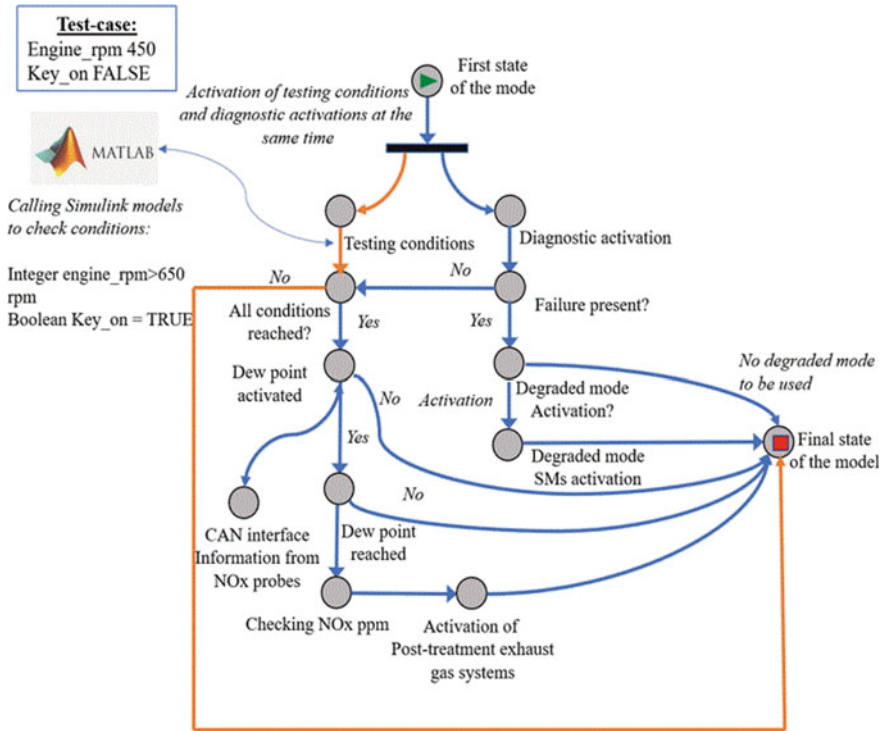 Test-case:
Engine_rpm 450
Key_on FALSE
First state
of the mode
Activation of testing conditions
and diagnostic activations at the
same time
MATLAB
Calling Simulink models
to check conditions:
Integer engine_rpm>650
rpm
Boolean Key_on = TRUE
Testing conditions
Diagnostic activation
No
No
All conditions
reached?
Failure present?
Yes
Yes
Dew point
activated
No
Activation
Degraded mode
Activation?
No degraded mode
to be used
Yes
Degraded mode
SMs activation
Final state
of the model
No
CAN interface
Information from
NOx probes
Dew point
reached
Checking NOx ppm
Activation of
Post-treatment exhaust
gas systems